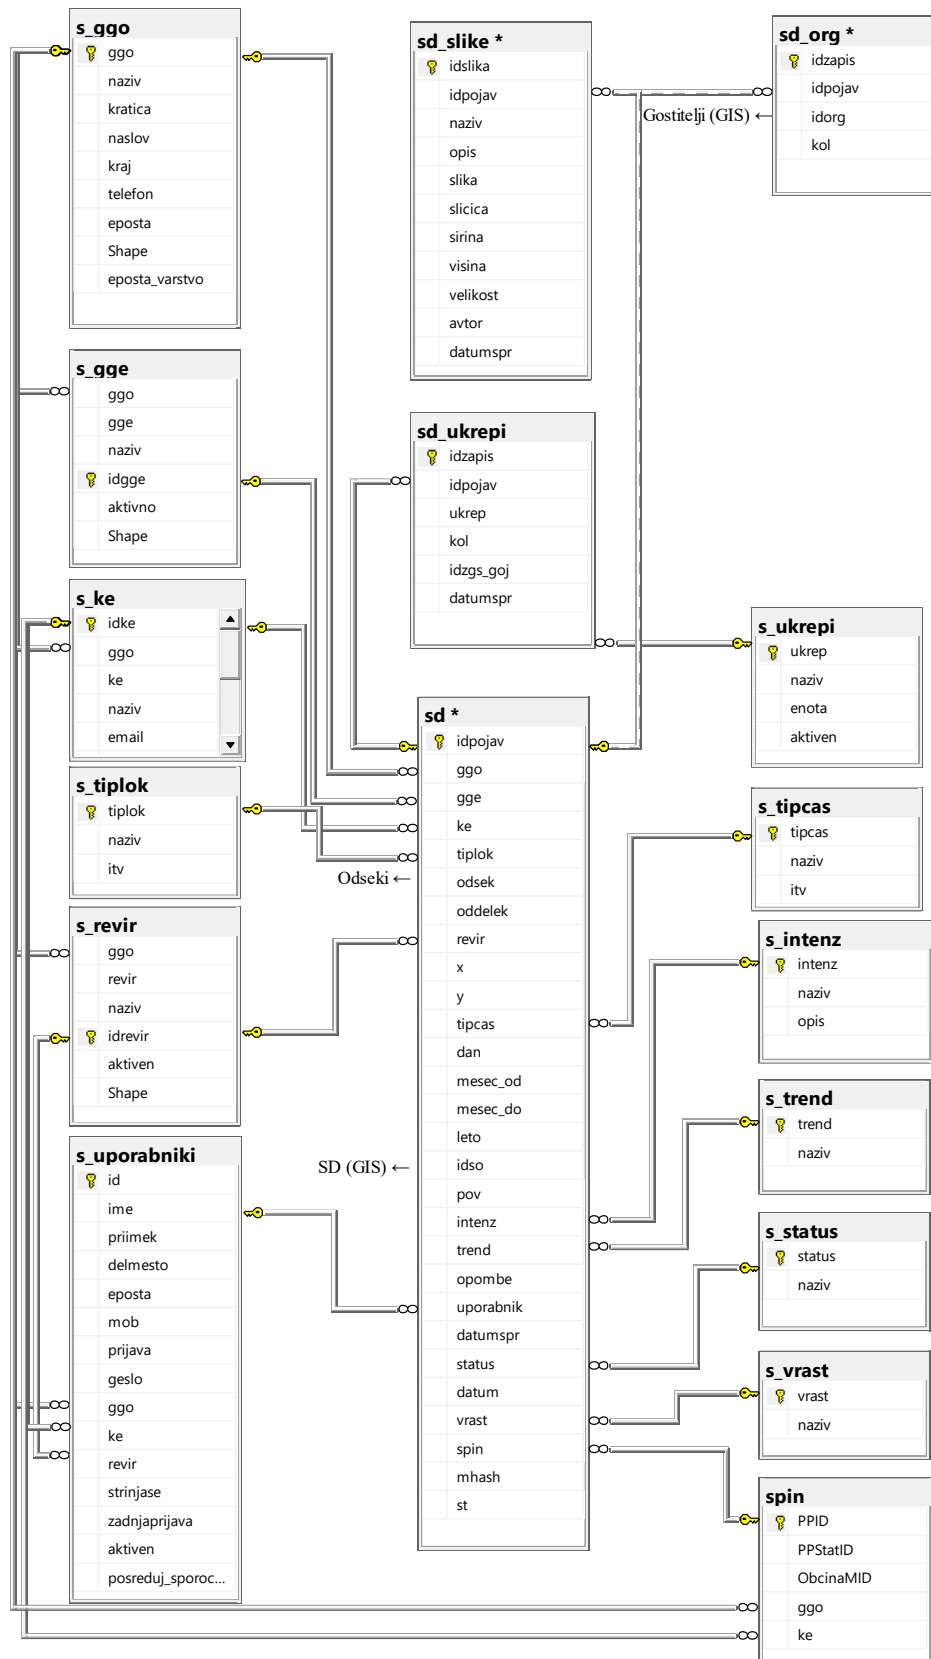 s_ggo
ggo
naziv
kratica
naslov
kraj
telefon
eposta
Shape
eposta_varstvo
s_gge
ggo
gge
naziv
idgge
aktivno
Shape
s_ke
idke
ggo
ke
naziv
email
s_tiplok
tiplok
naziv
itv
s_revir
ggo
revir
naziv
idrevir
aktiven
Shape
s_uporabniki
id
ime
priimek
delmesto
eposta
mob
prijava
geslo
ggo
ke
revir
strinjase
zadnjaprijava
aktiven
posreduj_sporoc...
sd_slike *
idslika
idpojav
naziv
opis
slika
slicica
sirina
visina
velikost
avtor
datumspr
sd_ukrepi
idzapis
idpojav
ukrep
kol
idzgs_goj
datumspr
sd *
idpojav
ggo
gge
ke
tiplok
odsek
oddelek
revir
x
y
tipcas
dan
mesec_od
mesec_do
leto
idso
pov
intenz
trend
opombe
uporabnik
datumspr
status
datum
vrast
spin
mhash
st
Odseki ←
SD (GIS) ←
sd_org *
idzapis
idpojav
idorg
kol
Gostitelji (GIS) ←
s_ukrepi
ukrep
naziv
enota
aktiven
s_tipcas
tipcas
naziv
itv
s_intenz
intenz
naziv
opis
s_trend
trend
naziv
s_status
status
naziv
s_vrast
vrast
naziv
spin
PPID
PPStatID
ObcinaMID
ggo
ke